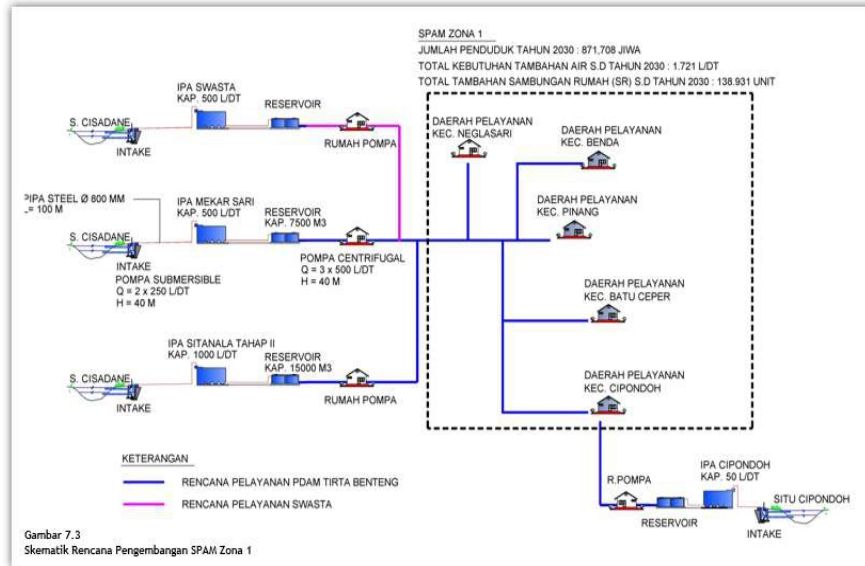 SPAM ZONA 1
JUMLAH PENDUDUK TAHUN 2030 : 871,708 JIWA
TOTAL KEBUTUHAN TAMBAHAN AIR S.D TAHUN 2030 : 1.721 L/DT
TOTAL TAMBAHAN SAMBUNGAN RUMAH (SR) S.D TAHUN 2030 : 138.931 UNIT
IPA SWASTA
KAP. 500 L/DT
RESERVOIR
S. CISADANE
INTAKE
RUMAH POMPA
DAERAH PELAYANAN
KEC. NEGLASARI
DAERAH PELAYANAN
KEC. BENDA
PIPA STEEL Ø 800 MM
L= 100 M
IPA MEKAR SARI
KAP. 500 L/DT
RESERVOIR
KAP. 7500 M3
DAERAH PELAYANAN
KEC. PINANG
S. CISADANE
INTAKE
POMPA SUBMERSIBLE
Q = 2 x 250 L/DT
H = 40 M
POMPA CENTRIFUGAL
Q = 3 x 500 L/DT
H = 40 M
DAERAH PELAYANAN
KEC. BATU CEPER
IPA SITANALA TAHAP II
KAP. 1000 L/DT
RESERVOIR
KAP. 15000 M3
S. CISADANE
INTAKE
RUMAH POMPA
DAERAH PELAYANAN
KEC. CIPONDOH
KETERANGAN
RENCANA PELAYANAN PDAM TIRTA BENTENG
RENCANA PELAYANAN SWASTA
R.POMPA
IPA CIPONDOH
KAP. 50 L/DT
SITU CIPONDOH
RESERVOIR
INTAKE
Gambar 7.3
Skematik Rencana Pengembangan SPAM Zona 1